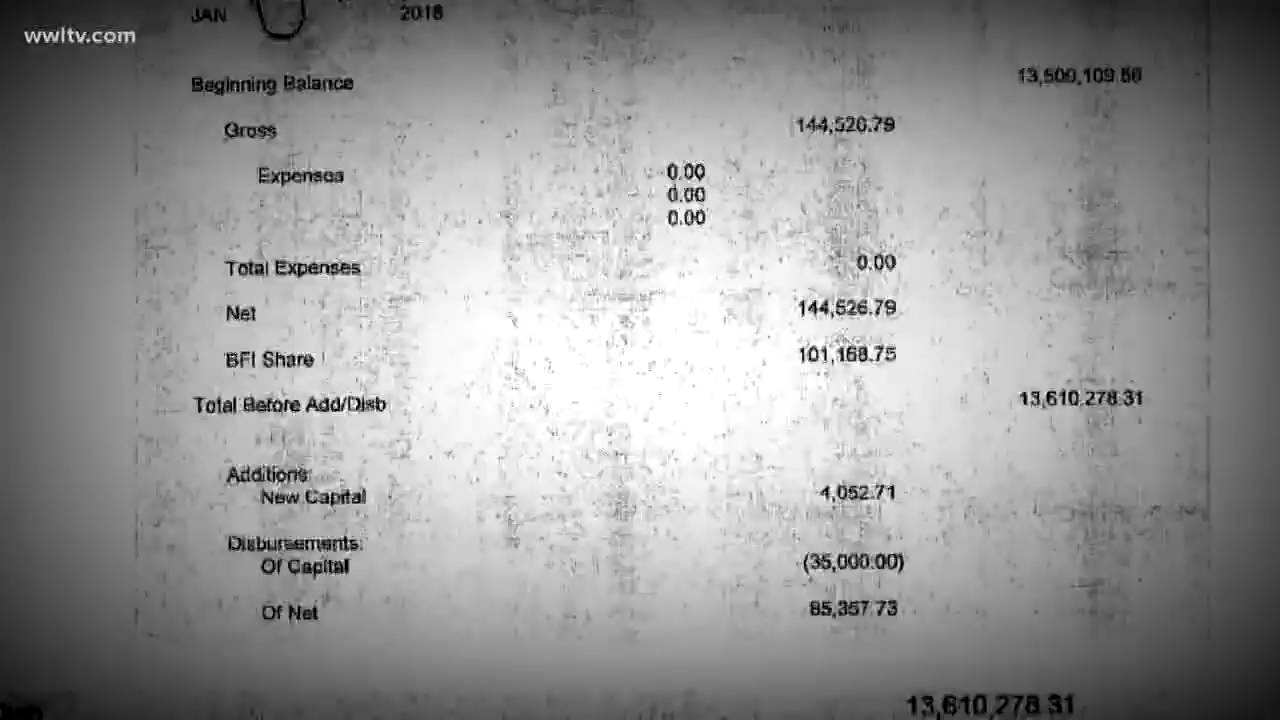 wwltv.com
JAN 2018
Beginning Balance 13,509,109.56
Gross 144,526.79
Expenses 0.00
0.00
0.00
Total Expenses 0.00
Net 144,526.79
BFI Share 101,168.75
Total Before Add/Disb 13,610,278.31
Additions:
New Capital 4,052.71
Disbursements:
Of Capital (35,000.00)
Of Net 85,357.73
13,610,278.31